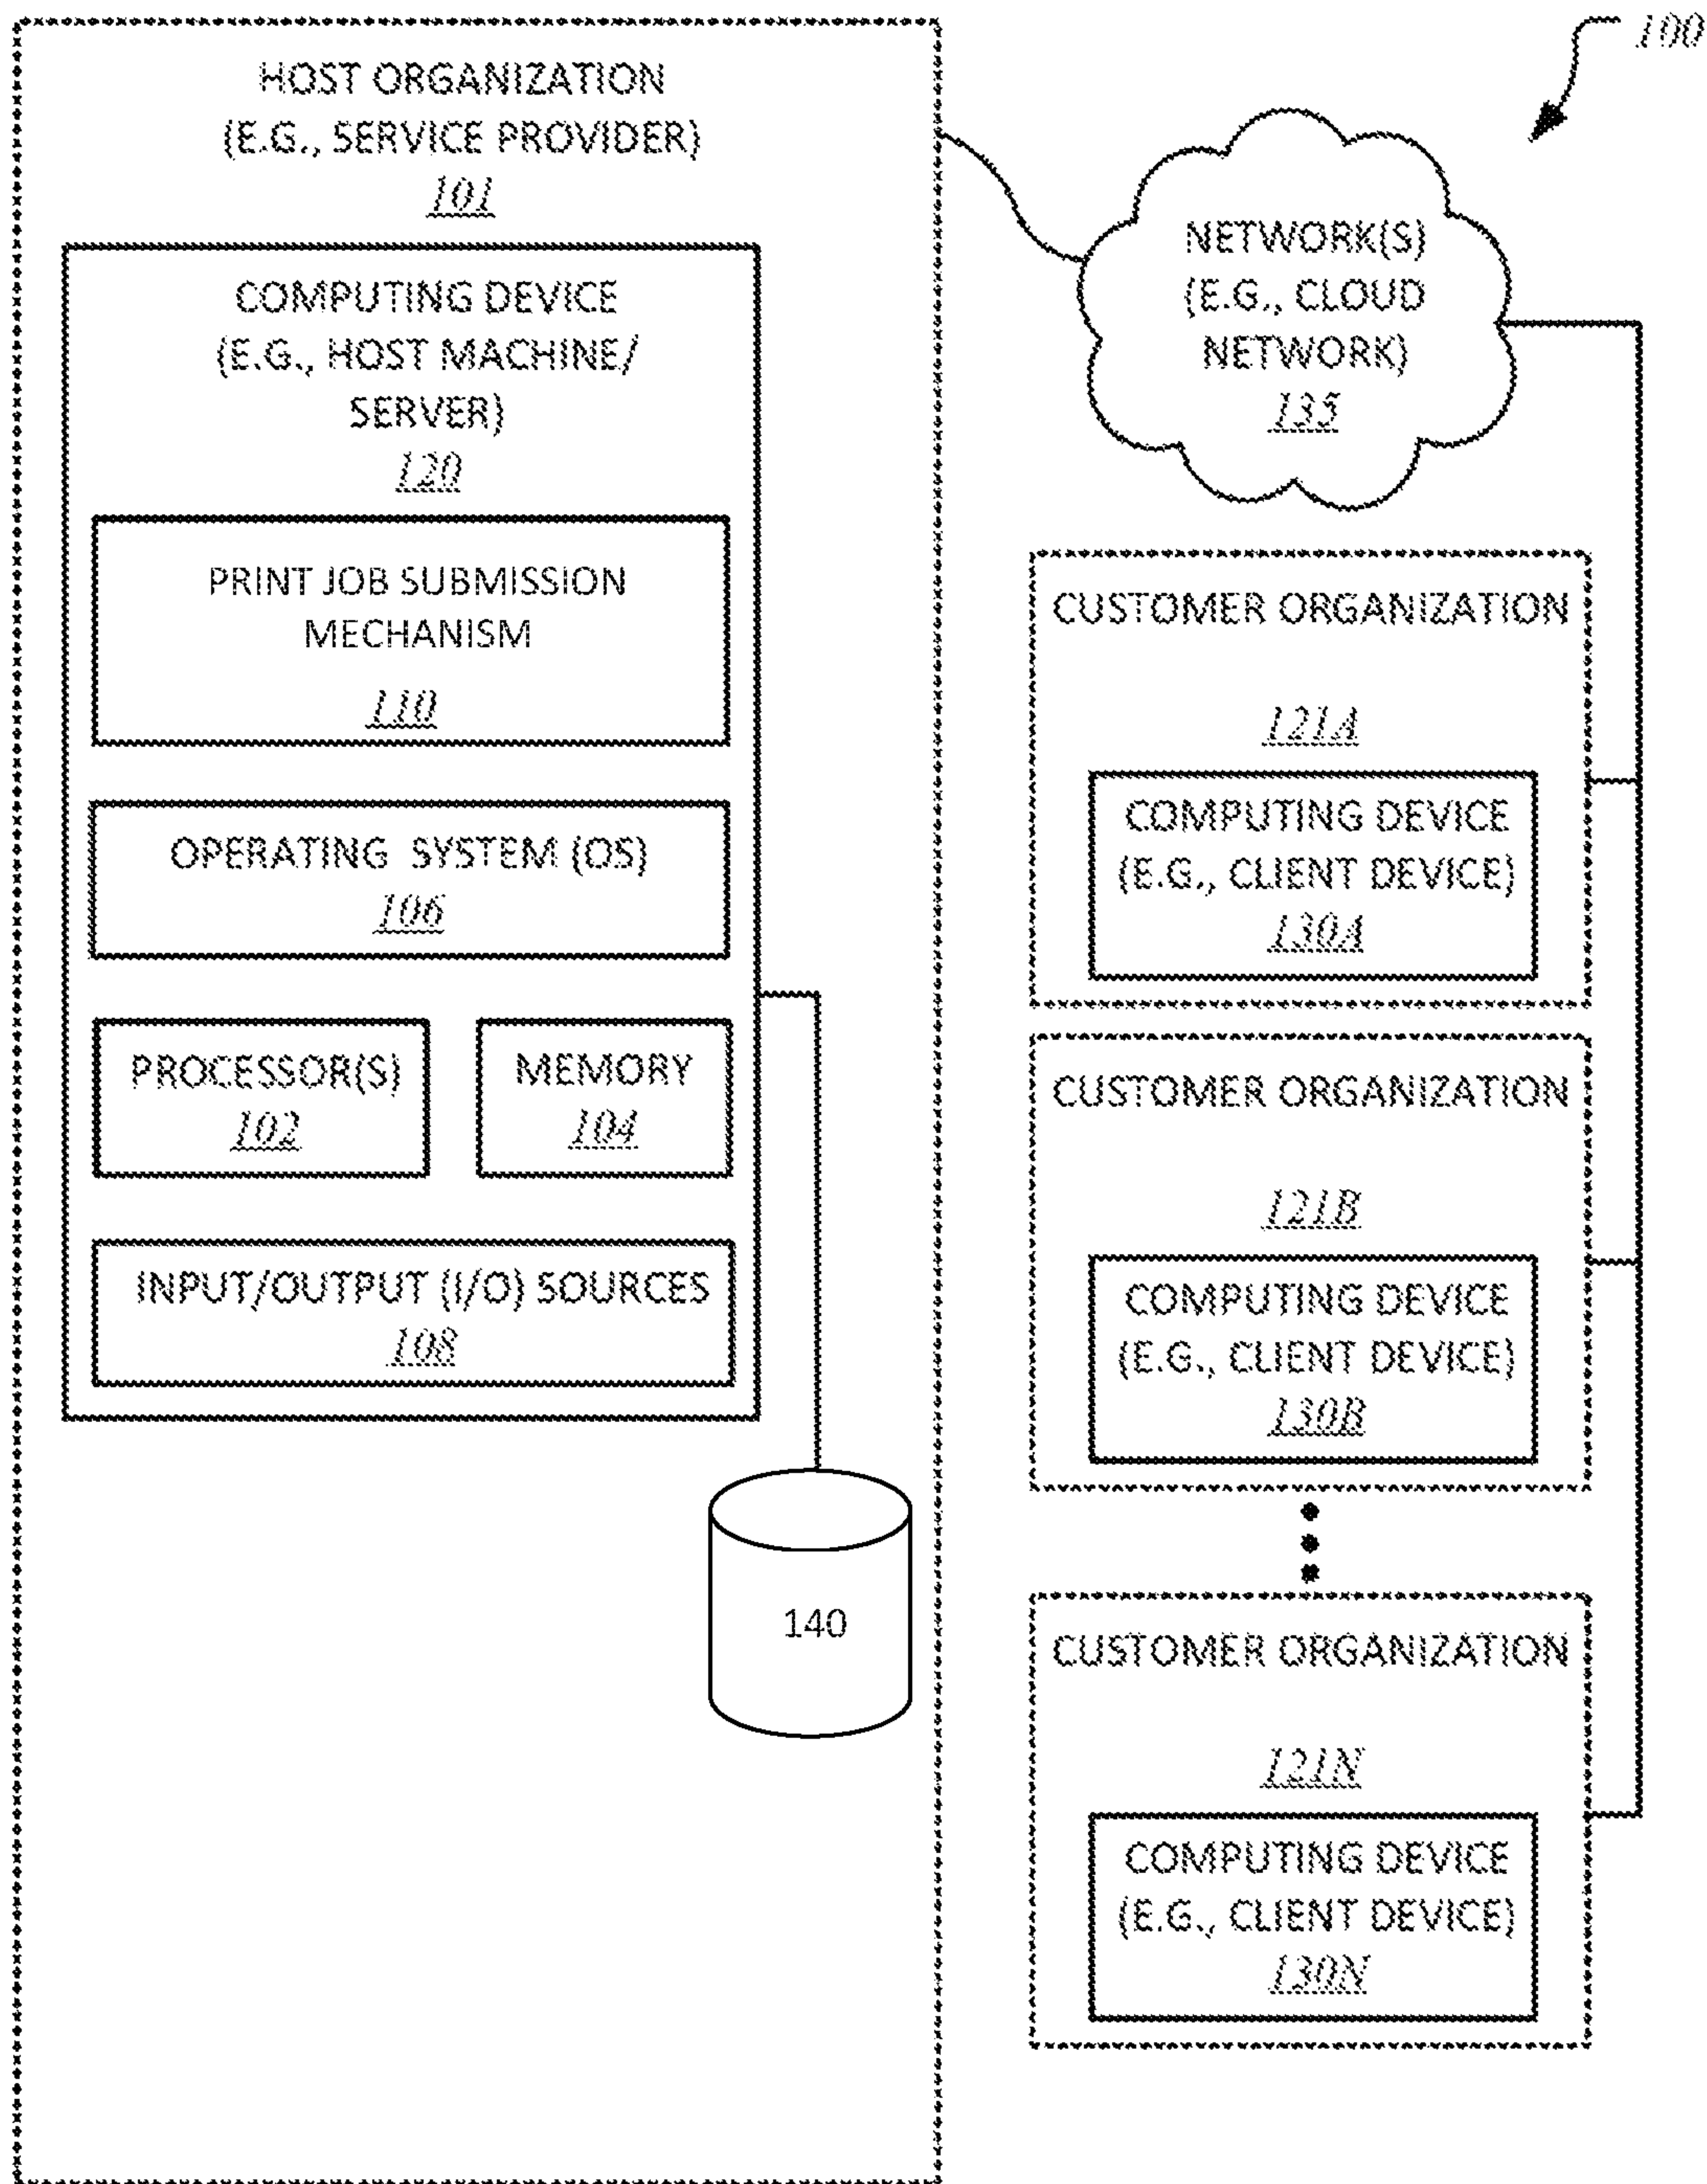 100
HOST ORGANIZATION
(E.G., SERVICE PROVIDER)
101
COMPUTING DEVICE
(E.G., HOST MACHINE/
SERVER)
120
PRINT JOB SUBMISSION
MECHANISM
110
OPERATING SYSTEM (OS)
106
PROCESSOR(S)
102
MEMORY
104
INPUT/OUTPUT (I/O) SOURCES
108
140
NETWORK(S)
(E.G., CLOUD
NETWORK)
135
CUSTOMER ORGANIZATION
121A
COMPUTING DEVICE
(E.G., CLIENT DEVICE)
130A
CUSTOMER ORGANIZATION
121B
COMPUTING DEVICE
(E.G., CLIENT DEVICE)
130B
CUSTOMER ORGANIZATION
121N
COMPUTING DEVICE
(E.G., CLIENT DEVICE)
130N